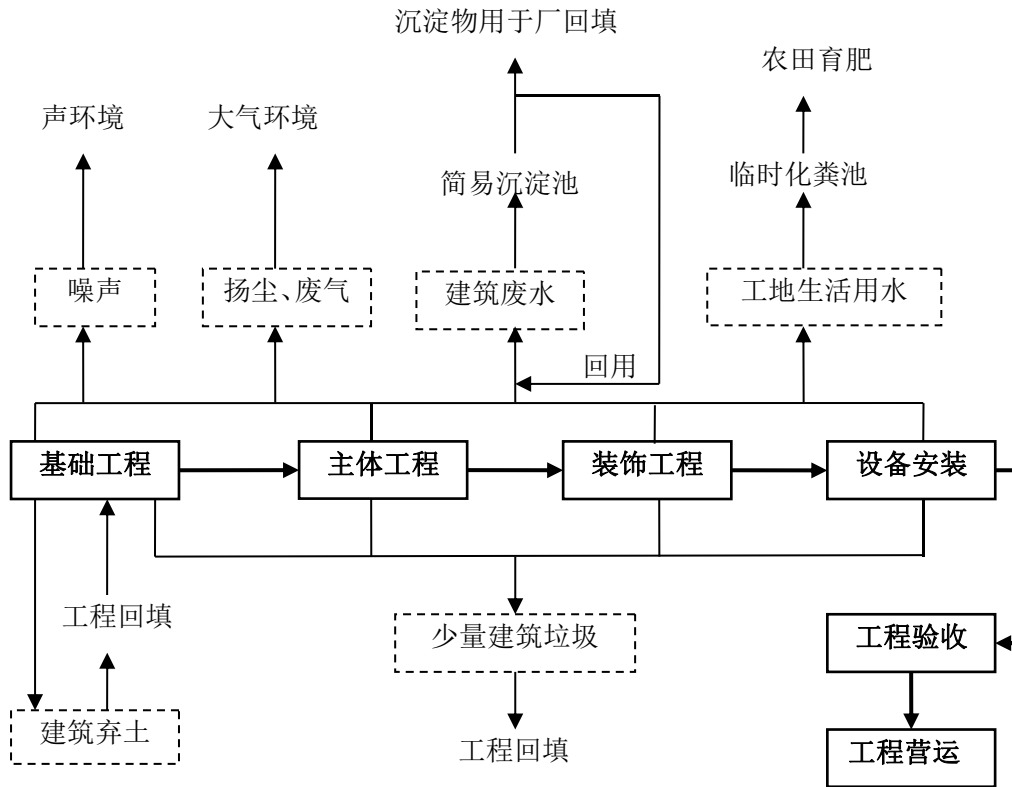 沉淀物用于厂回填
农田育肥
声环境
大气环境
简易沉淀池
临时化粪池
噪声
扬尘、废气
建筑废水
工地生活用水
回用
基础工程
主体工程
装饰工程
设备安装
工程回填
少量建筑垃圾
工程验收
建筑弃土
工程回填
工程营运